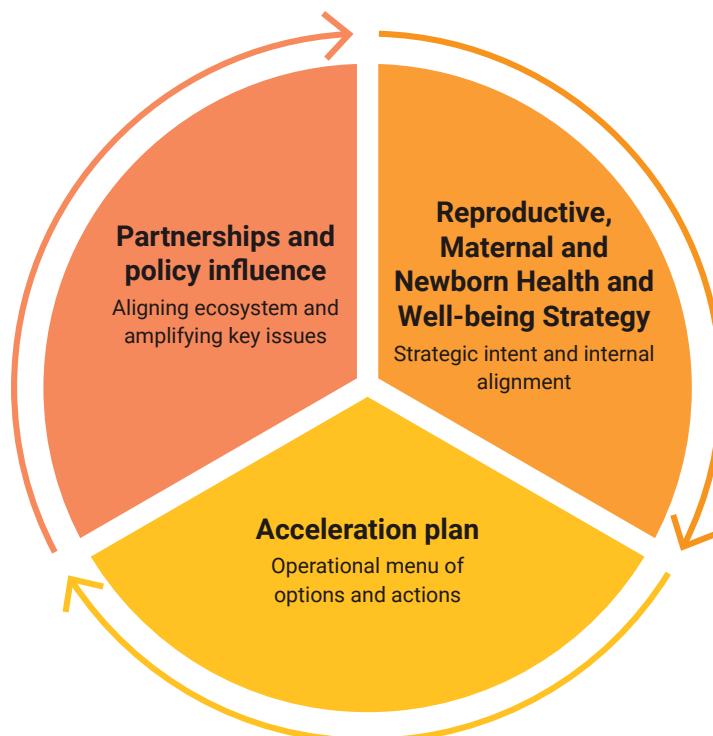 Partnerships and
policy influence
Aligning ecosystem and
amplifying key issues
Reproductive,
Maternal and
Newborn Health and
Well-being Strategy
Strategic intent and internal
alignment
Acceleration plan
Operational menu of
options and actions